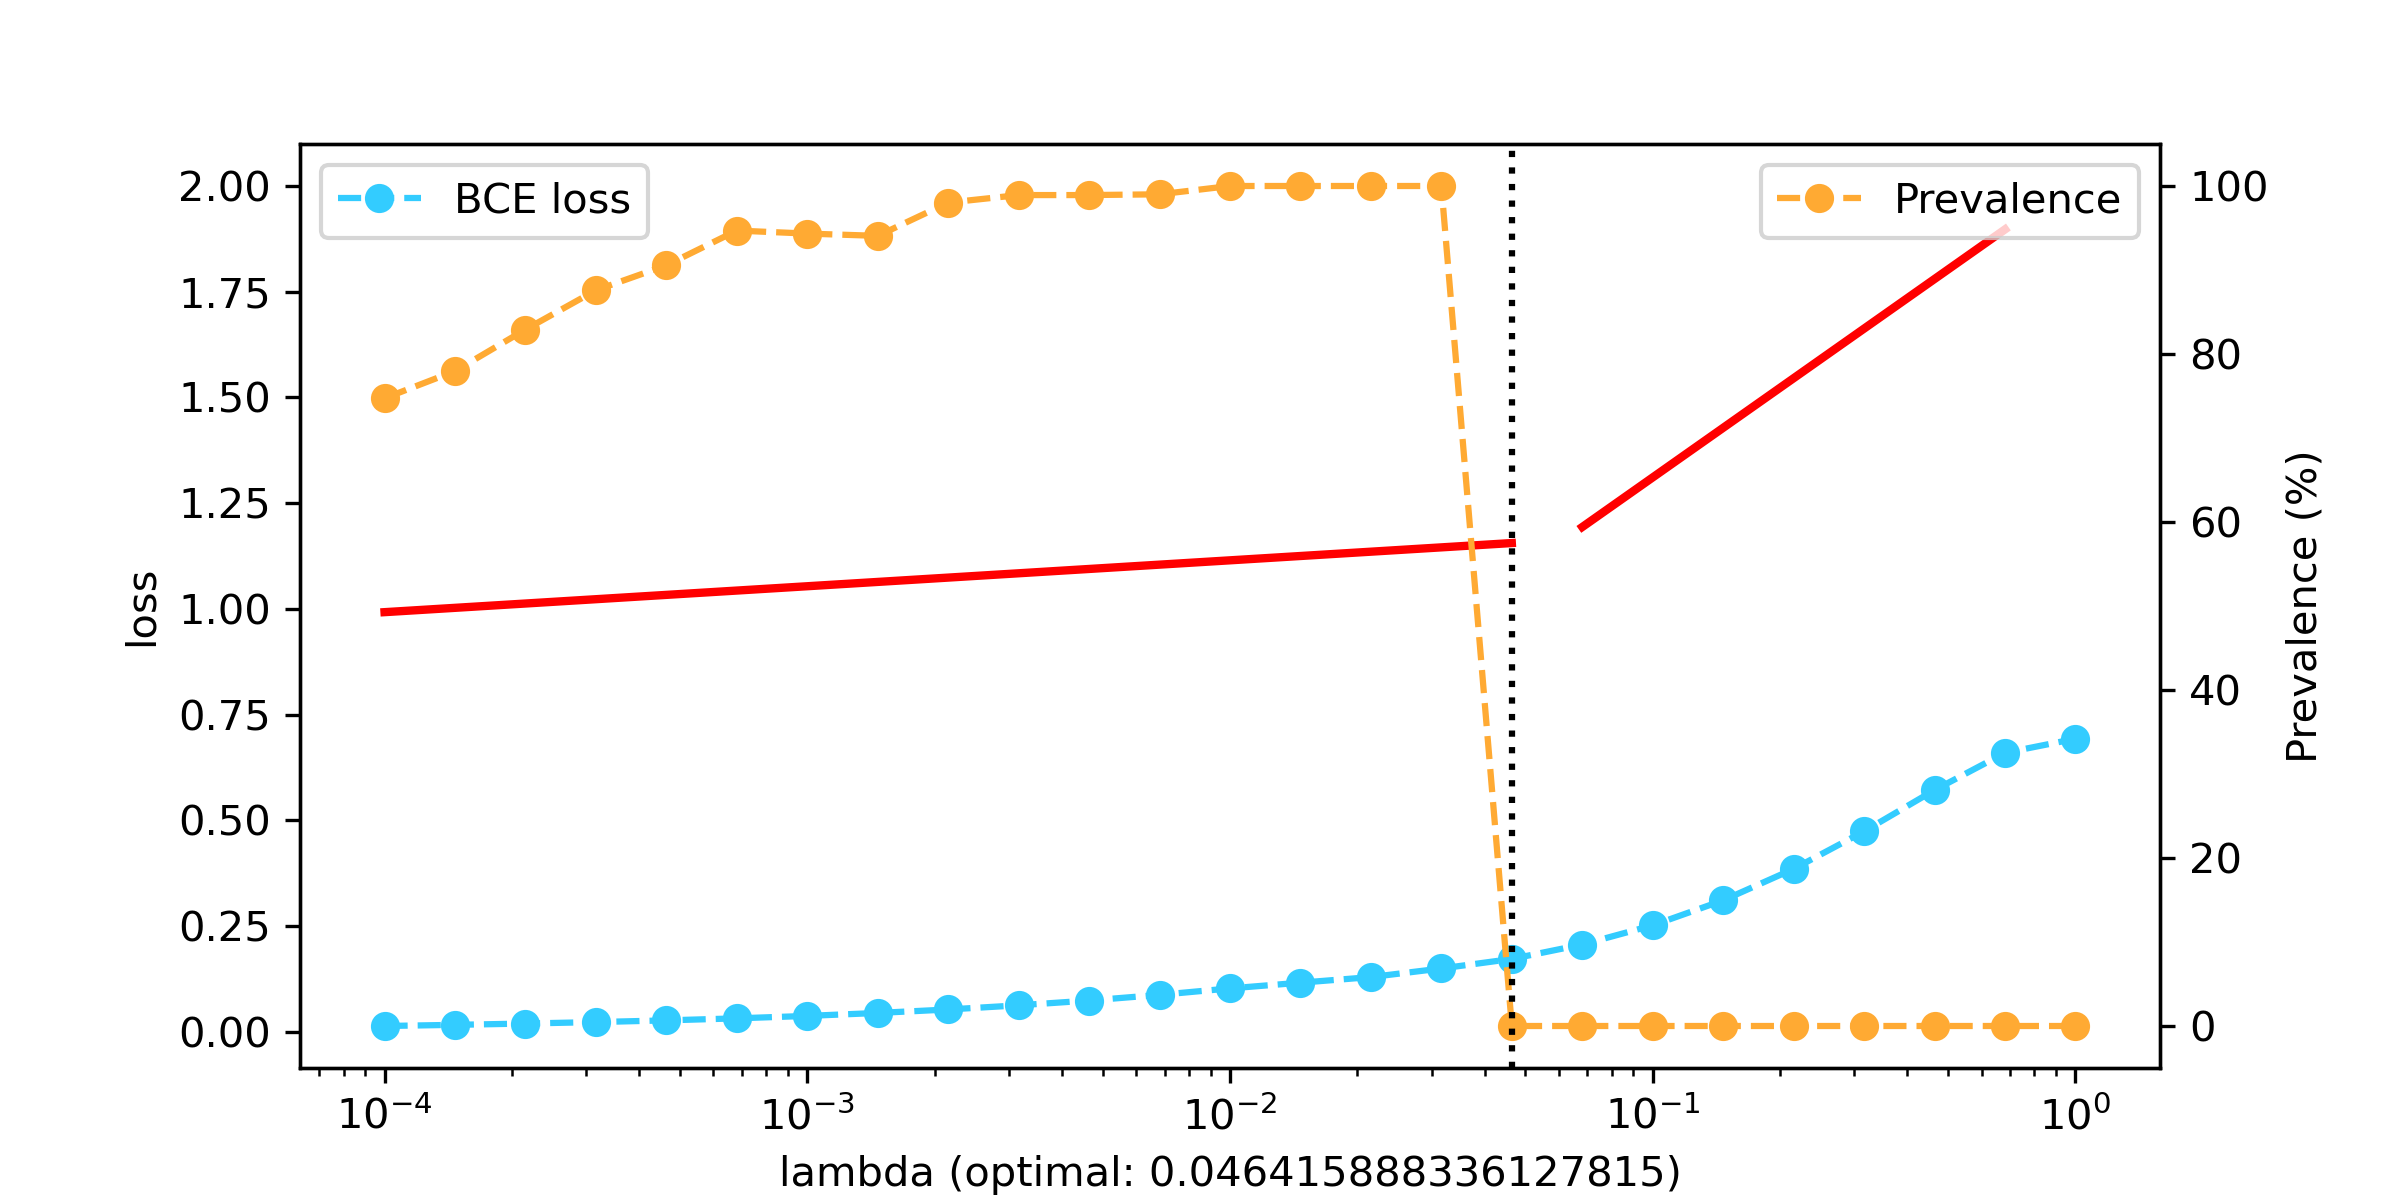 BCE loss
Prevalence
2.00
1.75
1.50
1.25
1.00
0.75
0.50
0.25
0.00
loss
100
80
60
40
20
0
Prevalence (%)
10⁻⁴ 10⁻³ 10⁻² 10⁻¹ 10⁰
lambda (optimal: 0.046415888336127815)